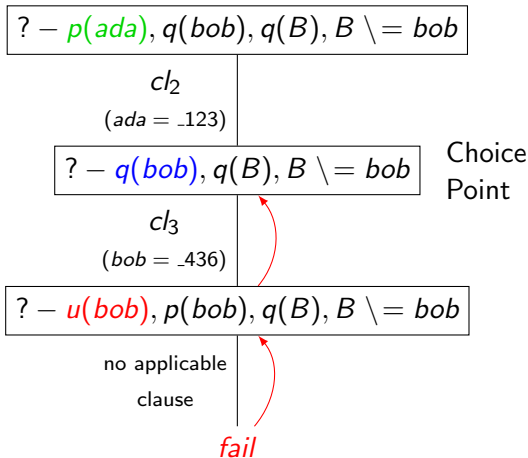 ? − p(ada), q(bob), q(B), B \= bob
cl₂
(ada = _123)
? − q(bob), q(B), B \= bob
Choice
Point
cl₃
(bob = _436)
? − u(bob), p(bob), q(B), B \= bob
no applicable
clause
fail